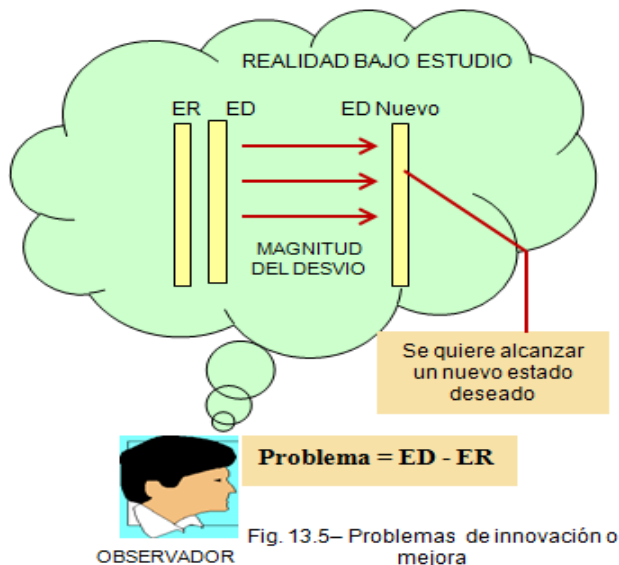 REALIDAD BAJO ESTUDIO
ER ED ED Nuevo
MAGNITUD
DEL DESVIO
Se quiere alcanzar
un nuevo estado
deseado
Problema = ED - ER
OBSERVADOR
Fig. 13.5– Problemas de innovación o
mejora